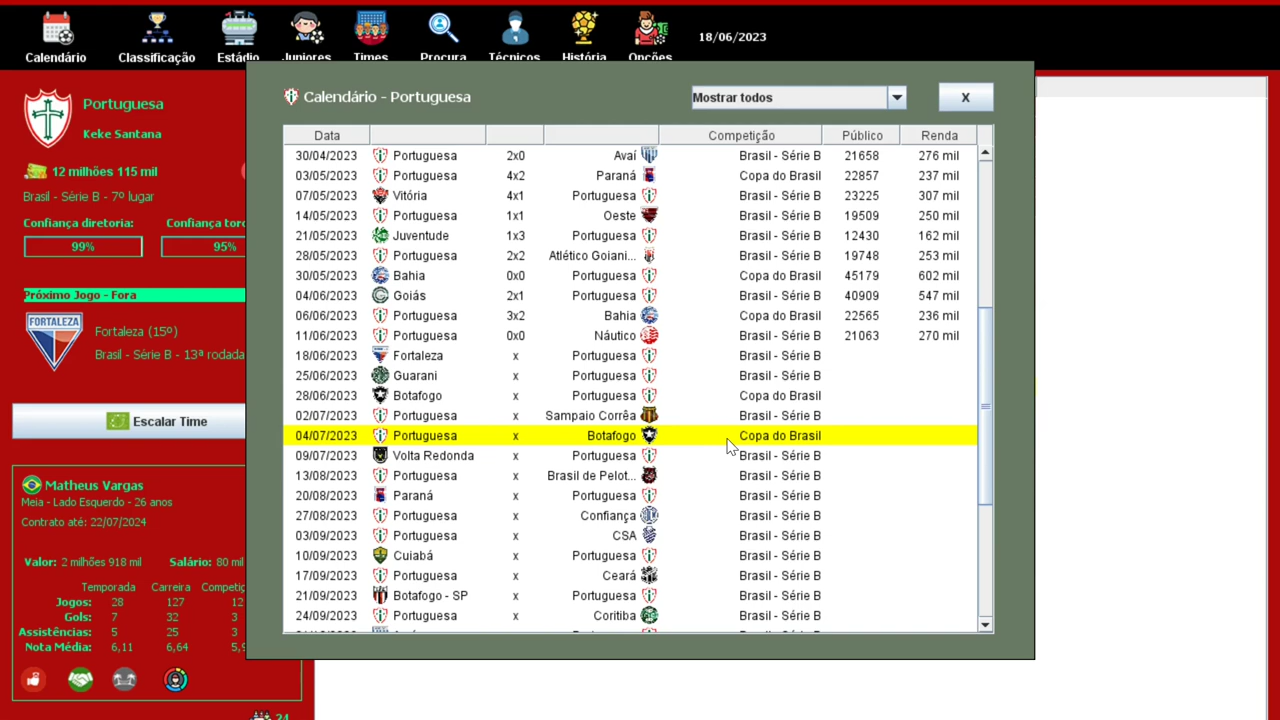 Calendário Classificação Estádio Juniores Times Procura Técnicos História Opções 18/06/2023
Portuguesa
Keke Santana
12 milhões 115 mil
Brasil - Série B - 7º lugar
Confiança diretoria: Confiança torc
99% 95%
Próximo Jogo - Fora
FORTALEZA
Fortaleza (15º)
Brasil - Série B - 13ª rodada
Escalar Time
Matheus Vargas
Meia - Lado Esquerdo - 26 anos
Contrato até: 22/07/2024
Valor: 2 milhões 918 mil Salário: 80 mil
Temporada Carreira Competiç
Jogos: 28 127 12
Gols: 7 32 3
Assistências: 5 25 3
Nota Média: 6,11 6,64 5,9
24
Calendário - Portuguesa Mostrar todos X
Data Competição Público Renda
30/04/2023 Portuguesa 2x0 Avaí Brasil - Série B 21658 276 mil
03/05/2023 Portuguesa 4x2 Paraná Copa do Brasil 22857 237 mil
07/05/2023 Vitória 4x1 Portuguesa Brasil - Série B 23225 307 mil
14/05/2023 Portuguesa 1x1 Oeste Brasil - Série B 19509 250 mil
21/05/2023 Juventude 1x3 Portuguesa Brasil - Série B 12430 162 mil
28/05/2023 Portuguesa 2x2 Atlético Goiani... Brasil - Série B 19748 253 mil
30/05/2023 Bahia 0x0 Portuguesa Copa do Brasil 45179 602 mil
04/06/2023 Goiás 2x1 Portuguesa Brasil - Série B 40909 547 mil
06/06/2023 Portuguesa 3x2 Bahia Copa do Brasil 22565 236 mil
11/06/2023 Portuguesa 0x0 Náutico Brasil - Série B 21063 270 mil
18/06/2023 Fortaleza x Portuguesa Brasil - Série B
25/06/2023 Guarani x Portuguesa Brasil - Série B
28/06/2023 Botafogo x Portuguesa Copa do Brasil
02/07/2023 Portuguesa x Sampaio Corrêa Brasil - Série B
04/07/2023 Portuguesa x Botafogo Copa do Brasil
09/07/2023 Volta Redonda x Portuguesa Brasil - Série B
13/08/2023 Portuguesa x Brasil de Pelot... Brasil - Série B
20/08/2023 Paraná x Portuguesa Brasil - Série B
27/08/2023 Portuguesa x Confiança Brasil - Série B
03/09/2023 Portuguesa x CSA Brasil - Série B
10/09/2023 Cuiabá x Portuguesa Brasil - Série B
17/09/2023 Portuguesa x Ceará Brasil - Série B
21/09/2023 Botafogo - SP x Portuguesa Brasil - Série B
24/09/2023 Portuguesa x Coritiba Brasil - Série B